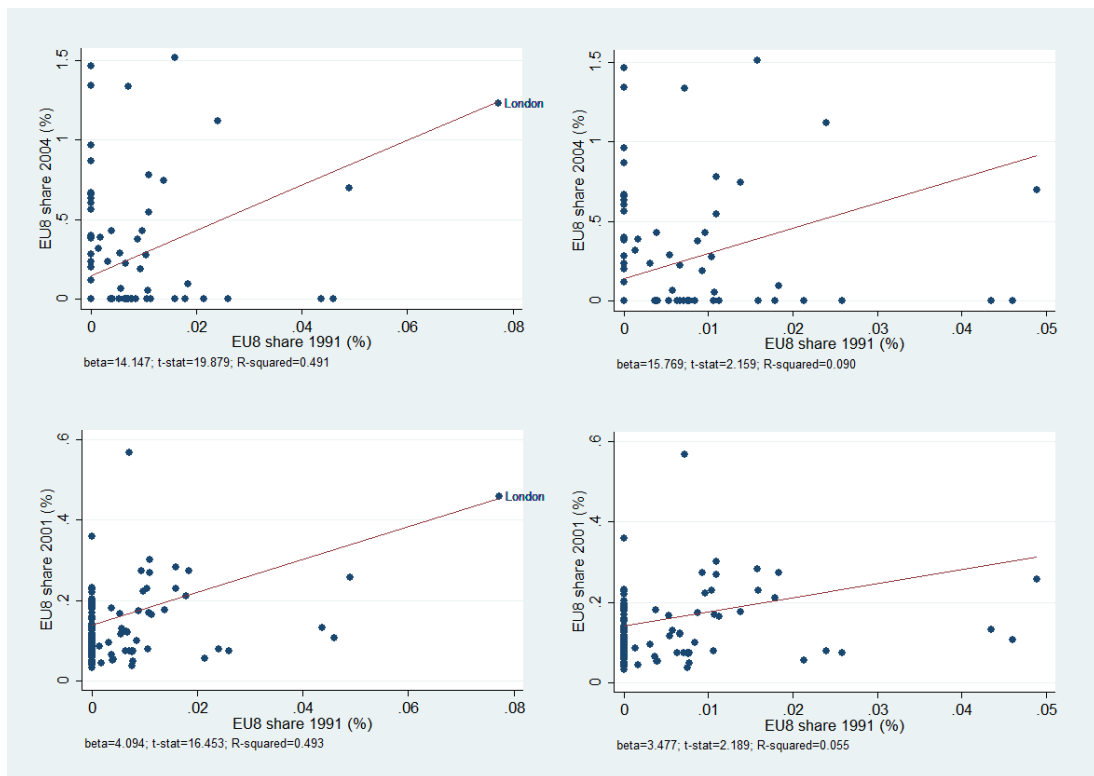 EU8 share 2004 (%)
1.5
1
.5
0
London
0
.02
.04
.06
.08
EU8 share 1991 (%)
beta=14.147; t-stat=19.879; R-squared=0.491
EU8 share 2004 (%)
1.5
1
.5
0
0
.01
.02
.03
.04
.05
EU8 share 1991 (%)
beta=15.769; t-stat=2.159; R-squared=0.090
EU8 share 2001 (%)
.6
.4
.2
0
London
0
.02
.04
.06
.08
EU8 share 1991 (%)
beta=4.094; t-stat=16.453; R-squared=0.493
EU8 share 2001 (%)
.6
.4
.2
0
0
.01
.02
.03
.04
.05
EU8 share 1991 (%)
beta=3.477; t-stat=2.189; R-squared=0.055